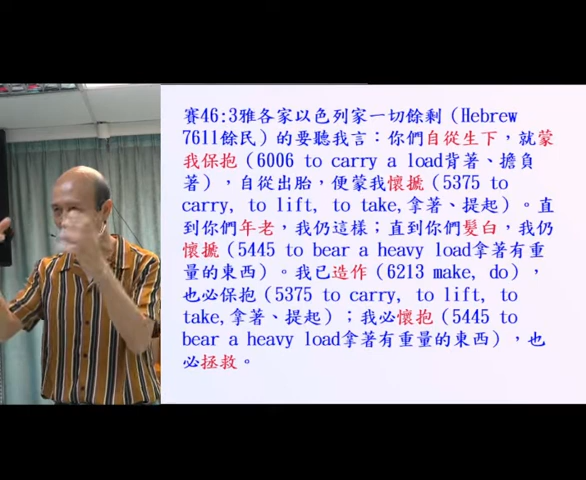 賽46:3雅各家以色列家一切餘剩（Hebrew
7611餘民）的要聽我言：你們自從生下，就蒙
我保抱（6006 to carry a load背著、擔負
著），自從出胎，便蒙我懷搋（5375 to
carry, to lift, to take,拿著、提起）。直
到你們年老，我仍這樣；直到你們髮白，我仍
懷搋（5445 to bear a heavy load拿著有重
量的東西）。我已造作（6213 make, do），
也必保抱（5375 to carry, to lift, to
take,拿著、提起）；我必懷抱（5445 to
bear a heavy load拿著有重量的東西），也
必拯救。